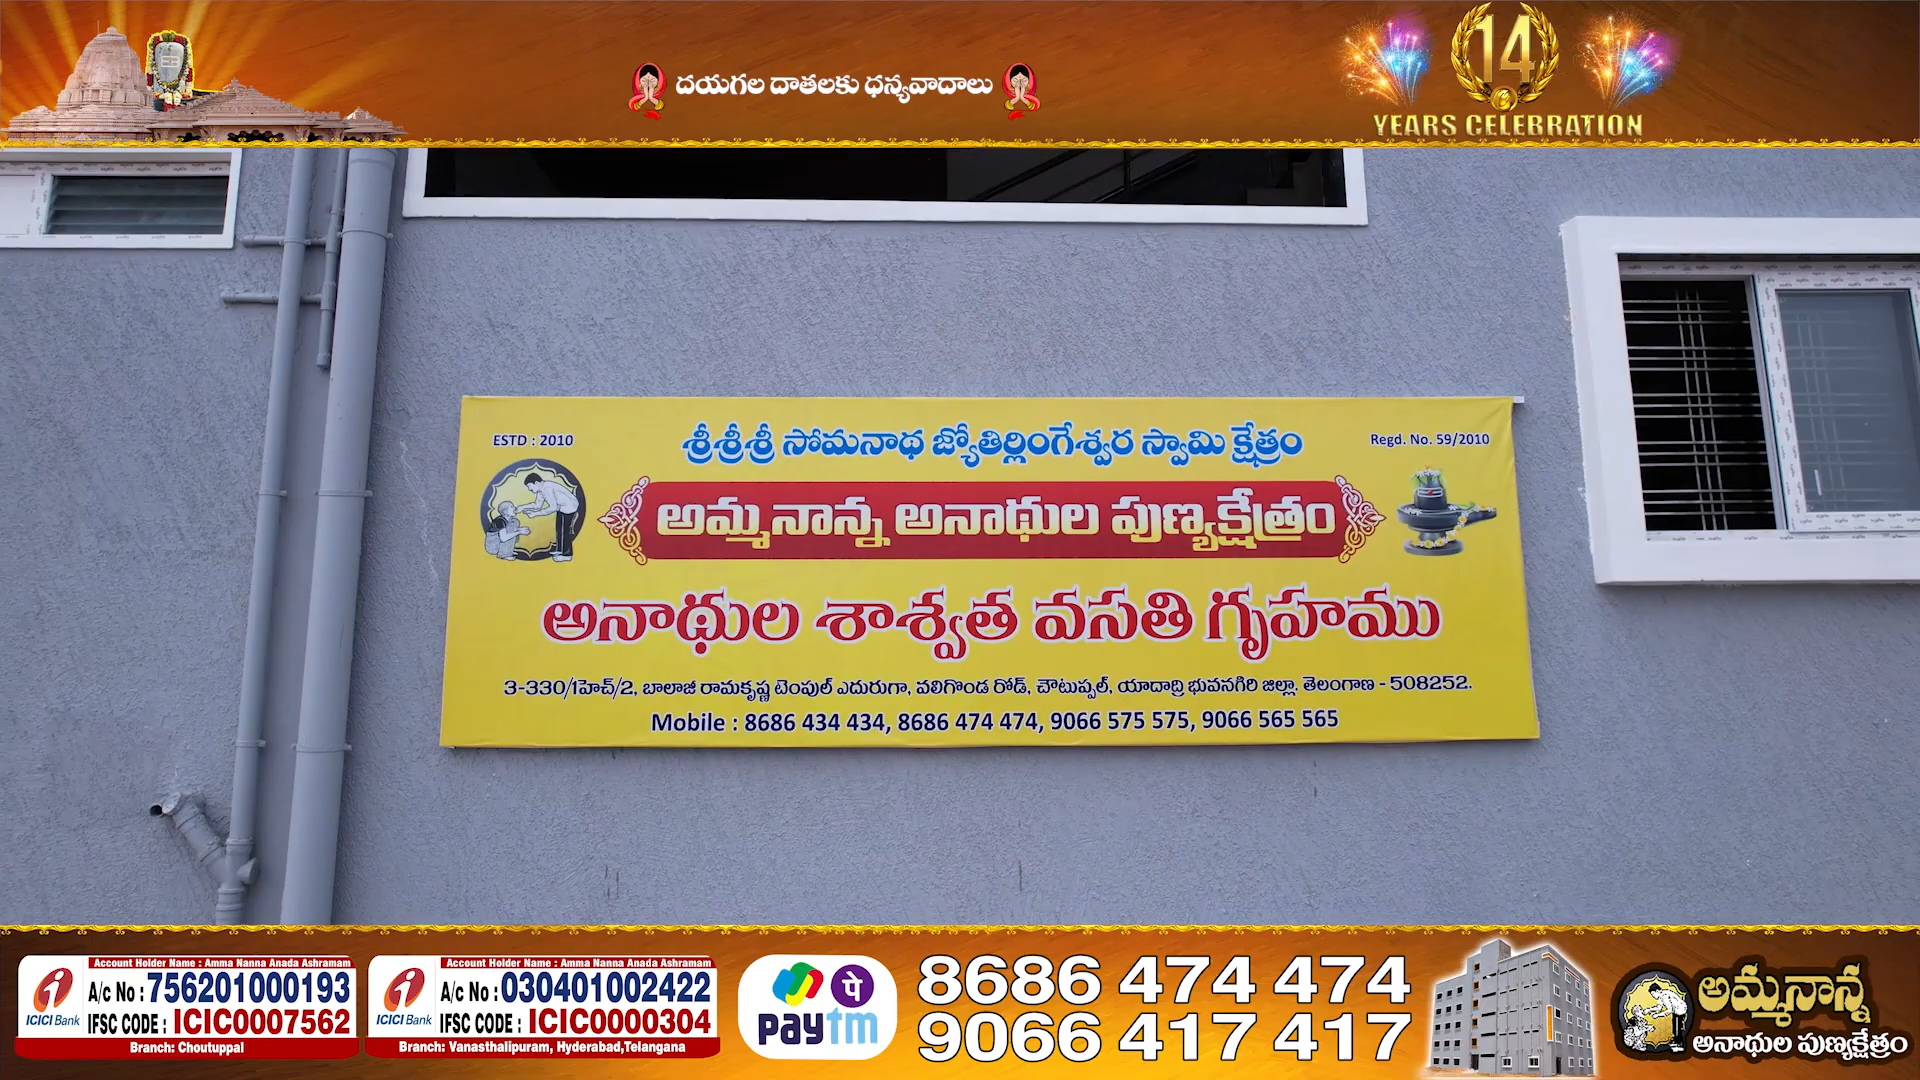 దయగల దాతలకు ధన్యవాదాలు
14
YEARS CELEBRATION
ESTD : 2010
శ్రీశ్రీశ్రీ సోమనాథ జ్యోతిర్లింగేశ్వర స్వామి క్షేత్రం
Regd. No. 59/2010
అమ్మనాన్న అనాథుల పుణ్యక్షేత్రం
అనాథుల శాశ్వత వసతి గృహము
3-330/1హెచ్/2, బాలాజీ రామకృష్ణ టెంపుల్ ఎదురుగా, వలిగొండ రోడ్, చౌటుప్పల్, యాదాద్రి భువనగిరి జిల్లా. తెలంగాణ - 508252.
Mobile : 8686 434 434, 8686 474 474, 9066 575 575, 9066 565 565
Account Holder Name : Amma Nanna Anada Ashramam
A/c No : 756201000193
ICICI Bank
IFSC CODE : ICIC0007562
Branch: Choutuppal
Account Holder Name : Amma Nanna Anada Ashramam
A/c No : 030401002422
ICICI Bank
IFSC CODE : ICIC0000304
Branch: Vanasthalipuram, Hyderabad,Telangana
पे
paytm
8686 474 474
9066 417 417
అమ్మనాన్న
అనాథుల పుణ్యక్షేత్రం